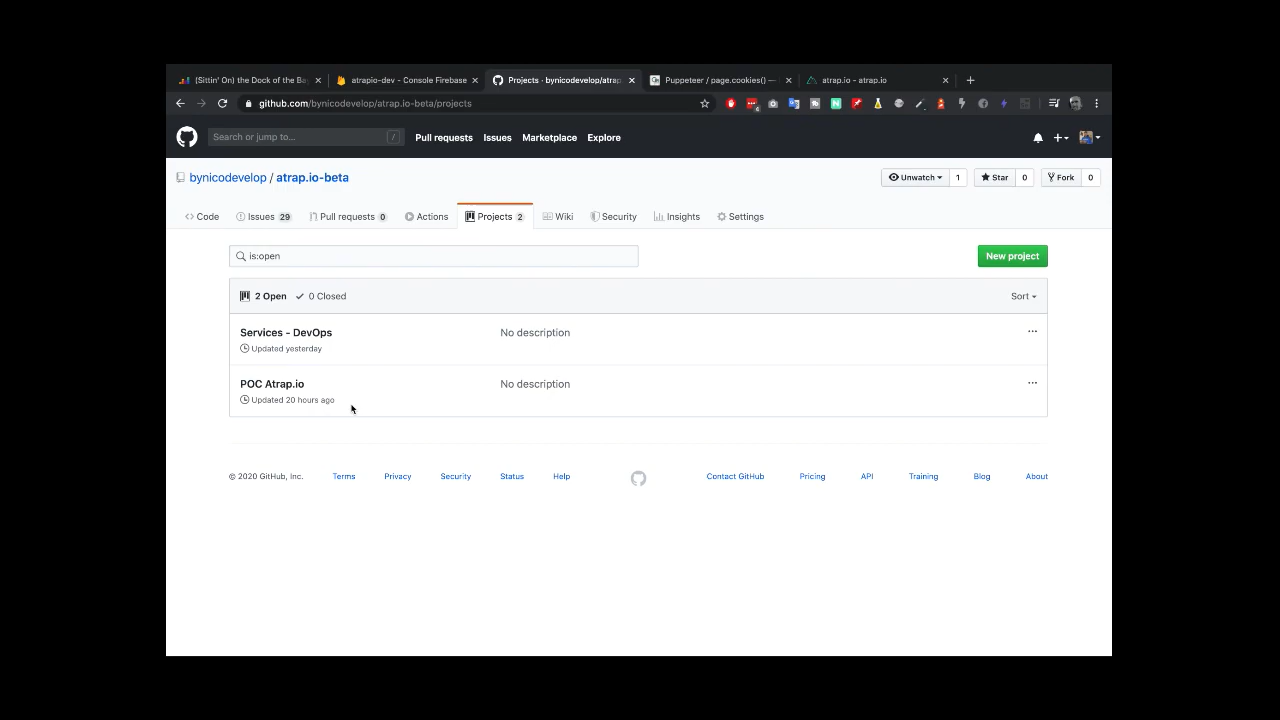 (Sittin' On) the Dock of the Ba
atrapio-dev - Console Firebase
Projects · bynicodevelop/atrap
Puppeteer / page.cookies() —
atrap.io - atrap.io
github.com/bynicodevelop/atrap.io-beta/projects
Search or jump to...
/
Pull requests
Issues
Marketplace
Explore
bynicodevelop / atrap.io-beta
Unwatch 1
Star 0
Fork 0
Code
Issues 29
Pull requests 0
Actions
Projects 2
Wiki
Security
Insights
Settings
is:open
New project
2 Open
0 Closed
Sort
Services - DevOps
No description
Updated yesterday
POC Atrap.io
No description
Updated 20 hours ago
© 2020 GitHub, Inc.
Terms
Privacy
Security
Status
Help
Contact GitHub
Pricing
API
Training
Blog
About